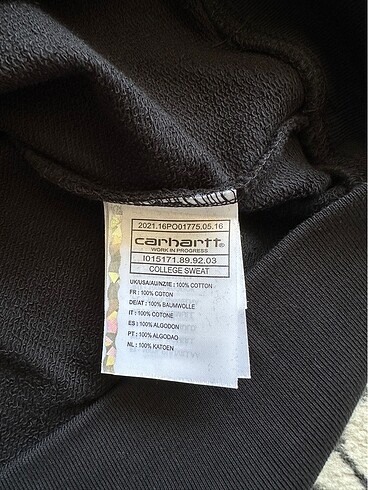 2021.16PO01775.05.16
carhartt®
WORK IN PROGRESS
I015171.89.92.03
COLLEGE SWEAT
UK/USA/AU/NZ/IE : 100% COTTON
FR : 100% COTON
DE/AT : 100% BAUMWOLLE
IT : 100% COTONE
ES : 100% ALGODON
PT : 100% ALGODAO
NL : 100% KATOEN